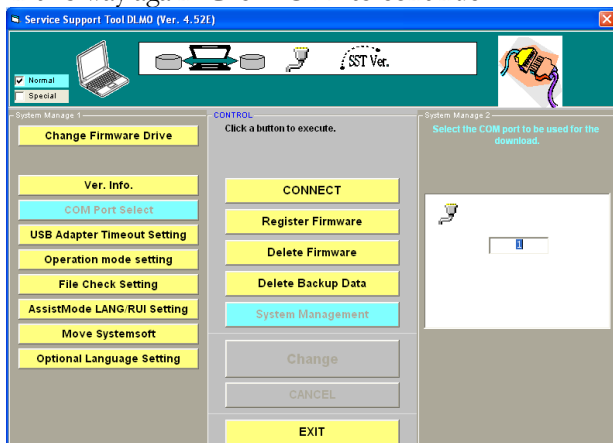 Service Support Tool DLMO (Ver. 4.52E)
SST Ver.
Normal
Special
System Manage 1
Change Firmware Drive
Ver. Info.
COM Port Select
USB Adapter Timeout Setting
Operation mode setting
File Check Setting
AssistMode LANG/RUI Setting
Move Systemsoft
Optional Language Setting
CONTROL
Click a button to execute.
CONNECT
Register Firmware
Delete Firmware
Delete Backup Data
System Management
Change
CANCEL
EXIT
System Manage 2
Select the COM port to be used for the
download.
1